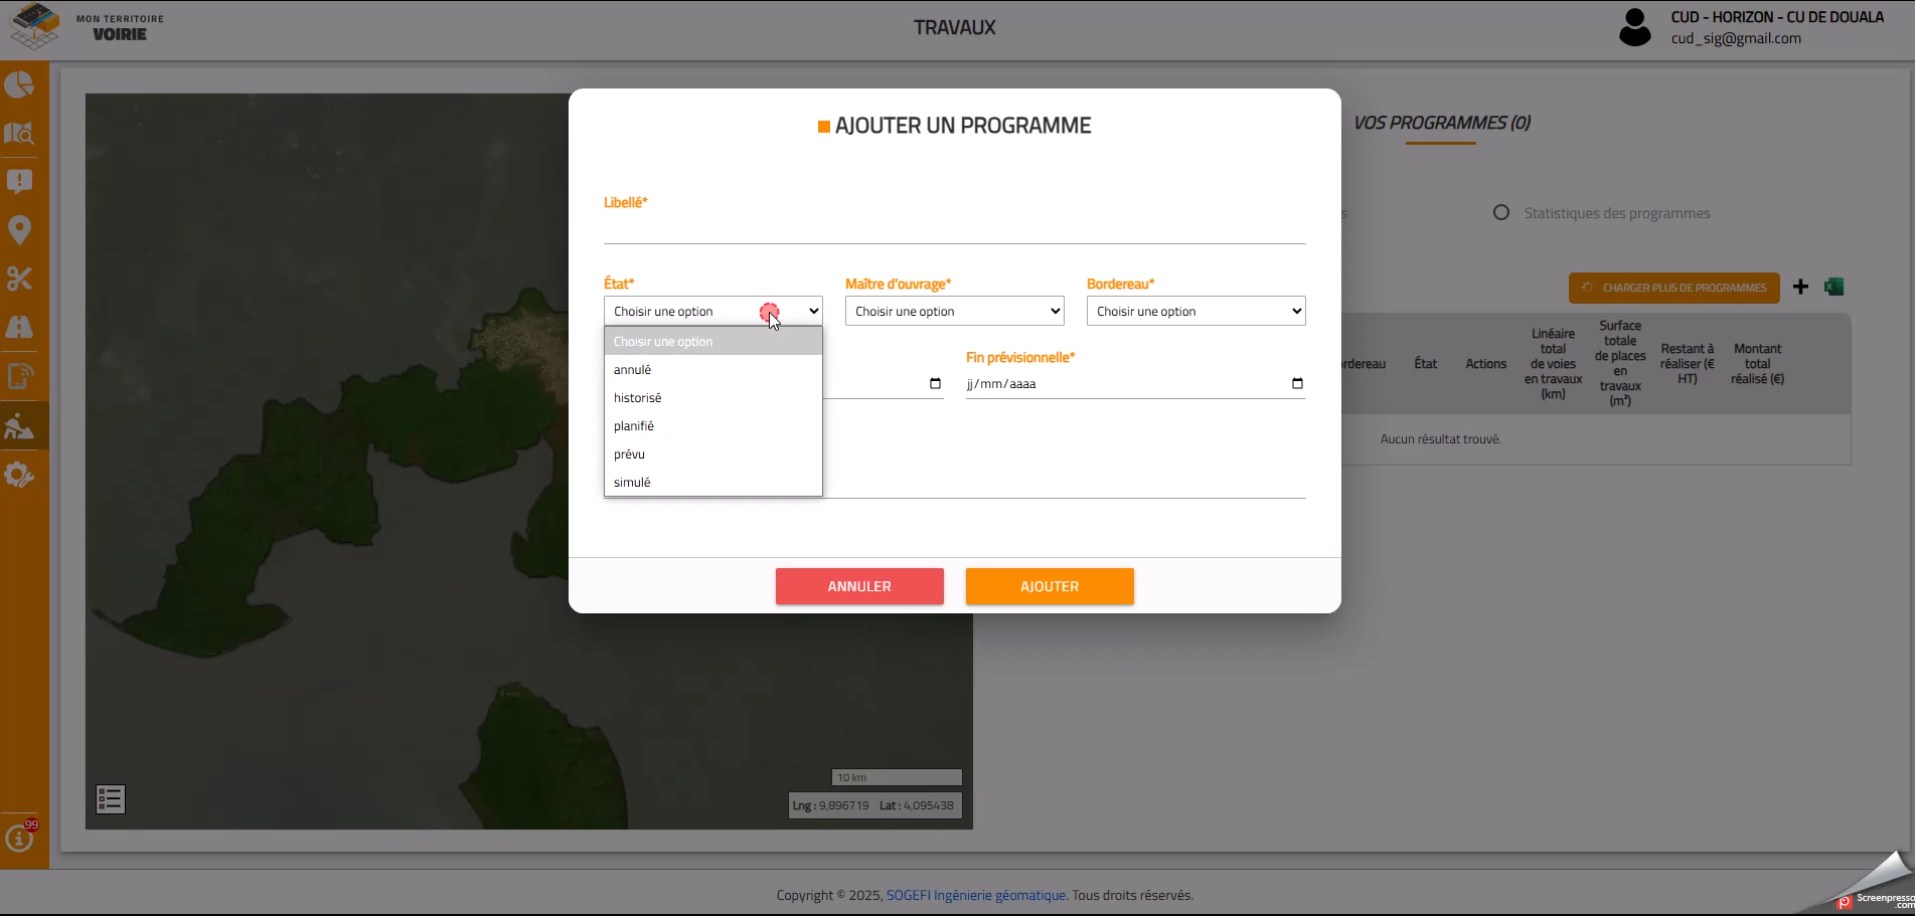 MON TERRITOIRE
VOIRIE
TRAVAUX
CUD - HORIZON - CU DE DOUALA
cud_sig@gmail.com
AJOUTER UN PROGRAMME
VOS PROGRAMMES (0)
Libellé*
s
Statistiques des programmes
État*
Maître d'ouvrage*
Bordereau*
Choisir une option
Choisir une option
Choisir une option
CHARGER PLUS DE PROGRAMMES
Choisir une option
annulé
historisé
planifié
prévu
simulé
Fin prévisionnelle*
jj/mm/aaaa
rdereau
État
Actions
Linéaire
total
de voies
en travaux
(km)
Surface
totale
de places
en
travaux
(m²)
Restant à
réaliser (€
HT)
Montant
total
réalisé (€)
Aucun résultat trouvé.
ANNULER
AJOUTER
10 km
Lng : 9,896719 Lat : 4,095438
99
Copyright © 2025, SOGEFI Ingénierie géomatique. Tous droits réservés.
Screenpresso
.com